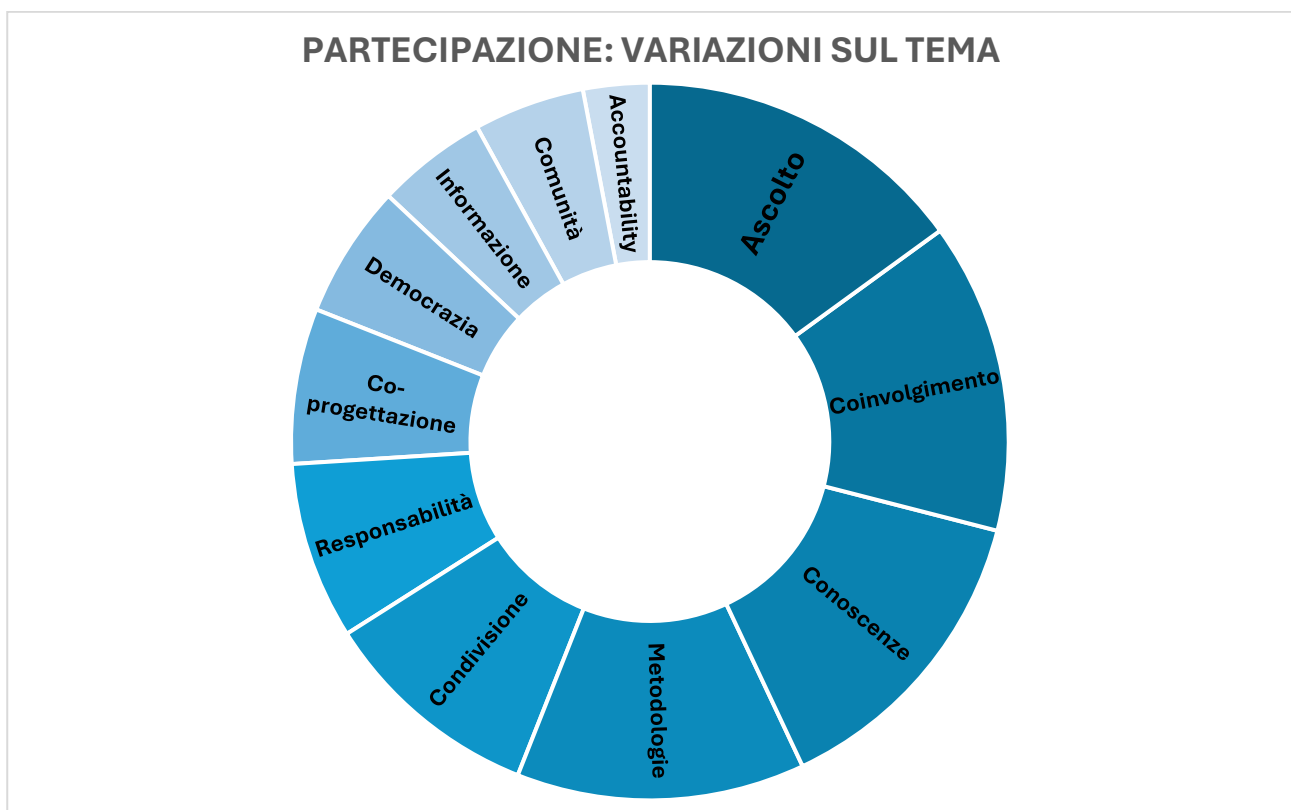 PARTECIPAZIONE: VARIAZIONI SUL TEMA
Ascolto
Coinvolgimento
Conoscenze
Metodologie
Condivisione
Responsabilità
Co-
progettazione
Democrazia
Informazione
Comunità
Accountability